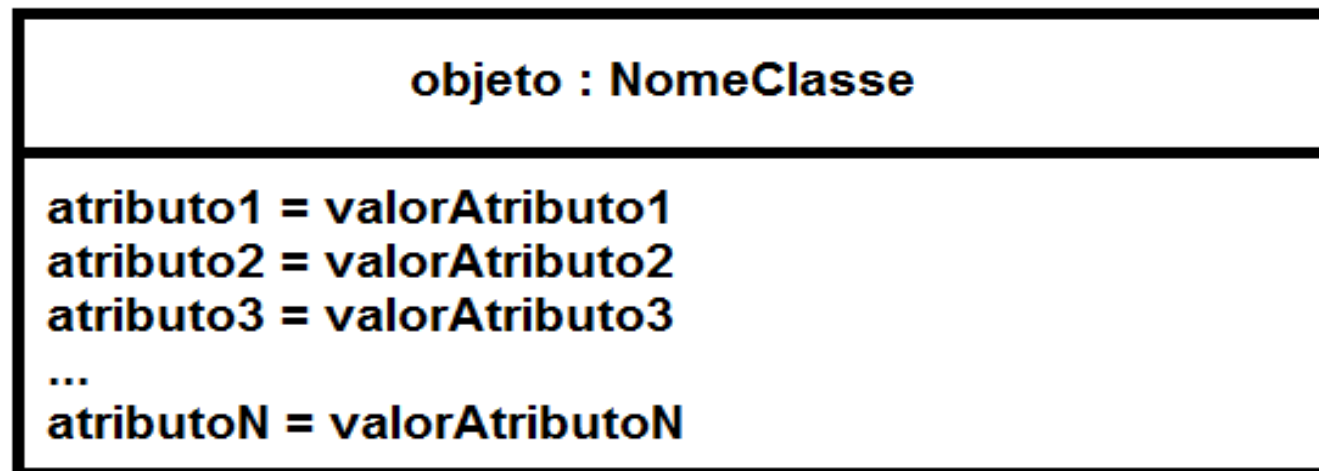 objeto : NomeClasse
atributo1 = valorAtributo1
atributo2 = valorAtributo2
atributo3 = valorAtributo3
...
atributoN = valorAtributoN